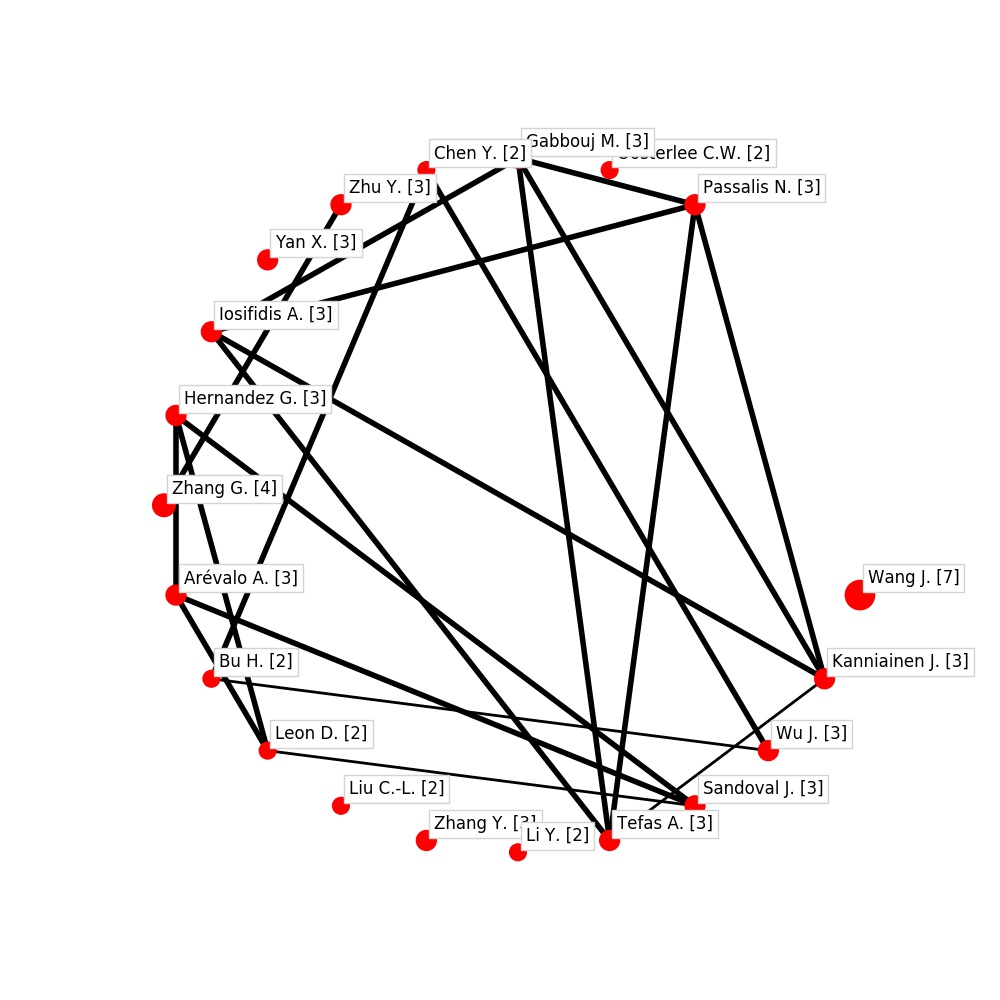 Gabbouj M. [3]
Chen Y. [2]
C.W. [2]
Zhu Y. [3]
Passalis N. [3]
Yan X. [3]
Iosifidis A. [3]
Hernandez G. [3]
Zhang G. [4]
Arévalo A. [3]
Wang J. [7]
Bu H. [2]
Kanniainen J. [3]
Leon D. [2]
Wu J. [3]
Liu C.-L. [2]
Sandoval J. [3]
Zhang Y. [3]
Li Y. [2]
Tefas A. [3]